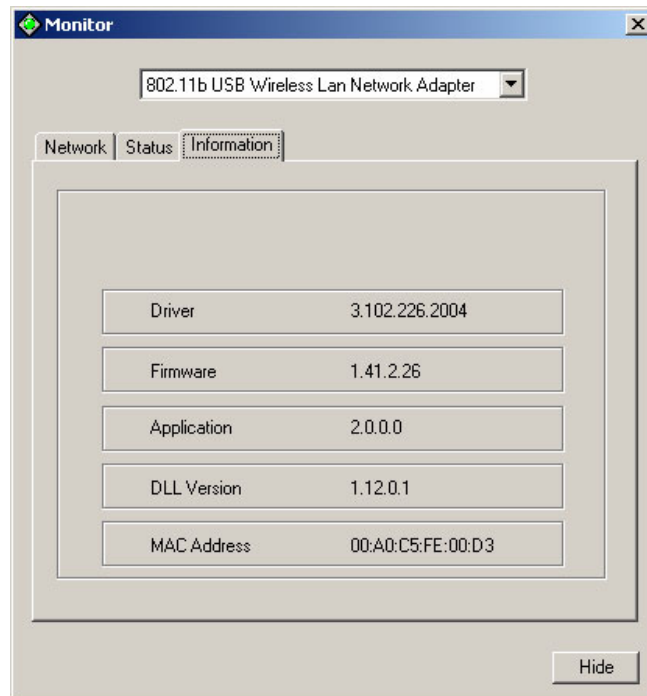 Monitor
802.11b USB Wireless Lan Network Adapter
Network Status Information
Driver 3.102.226.2004
Firmware 1.41.2.26
Application 2.0.0.0
DLL Version 1.12.0.1
MAC Address 00:A0:C5:FE:00:D3
Hide